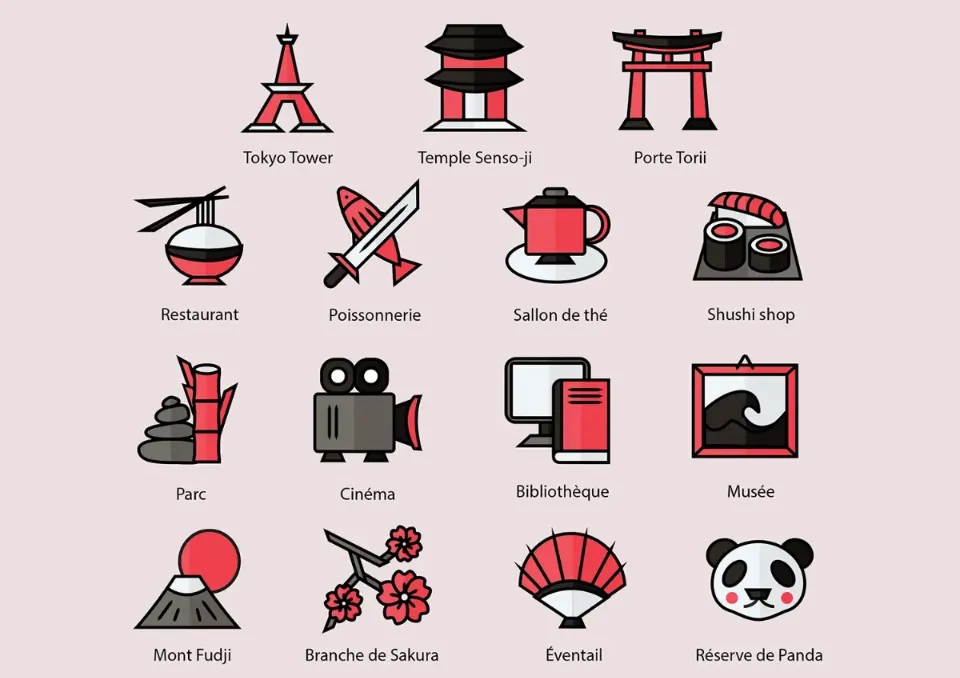 Tokyo Tower
Temple Senso-ji
Porte Torii
Restaurant
Poissonnerie
Sallon de thé
Shushi shop
Parc
Cinéma
Bibliothèque
Musée
Mont Fudji
Branche de Sakura
Éventail
Réserve de Panda